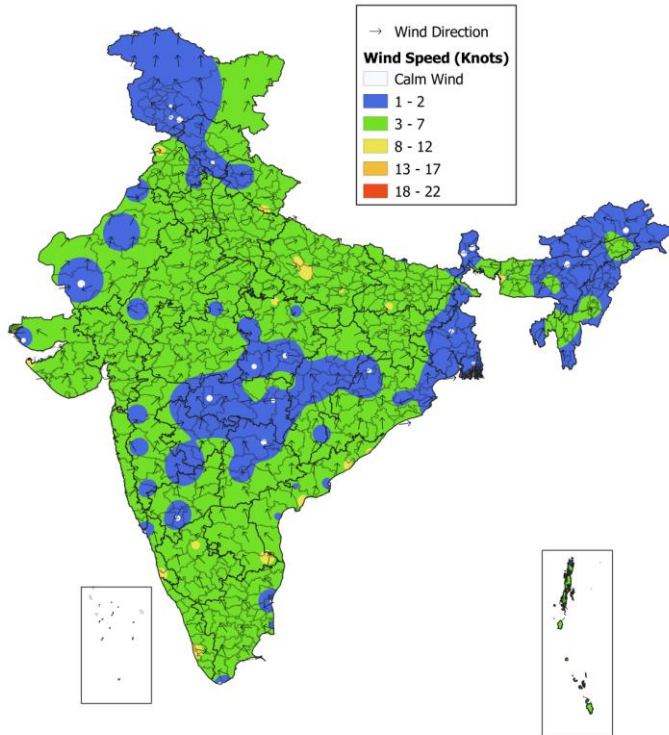 Wind Direction
Wind Speed (Knots)
Calm Wind
1 - 2
3 - 7
8 - 12
13 - 17
18 - 22